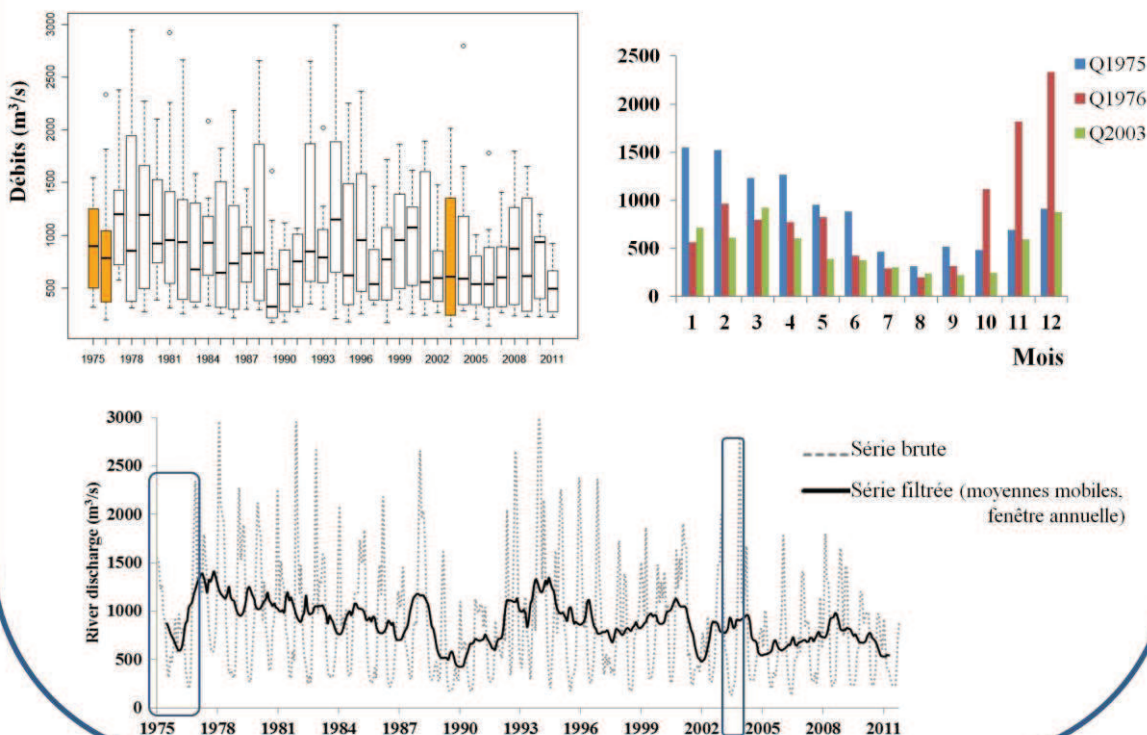 Débits (m³/s)
3000
2500
2000
1500
1000
500
1975 1978 1981 1984 1987 1990 1993 1996 1999 2002 2005 2008 2011
2500
2000
1500
1000
500
0
1 2 3 4 5 6 7 8 9 10 11 12
Mois
Q1975
Q1976
Q2003
River discharge (m³/s)
3000
2500
2000
1500
1000
500
0
1975 1978 1981 1984 1987 1990 1993 1996 1999 2002 2005 2008 2011
Série brute
Série filtrée (moyennes mobiles,
fenêtre annuelle)